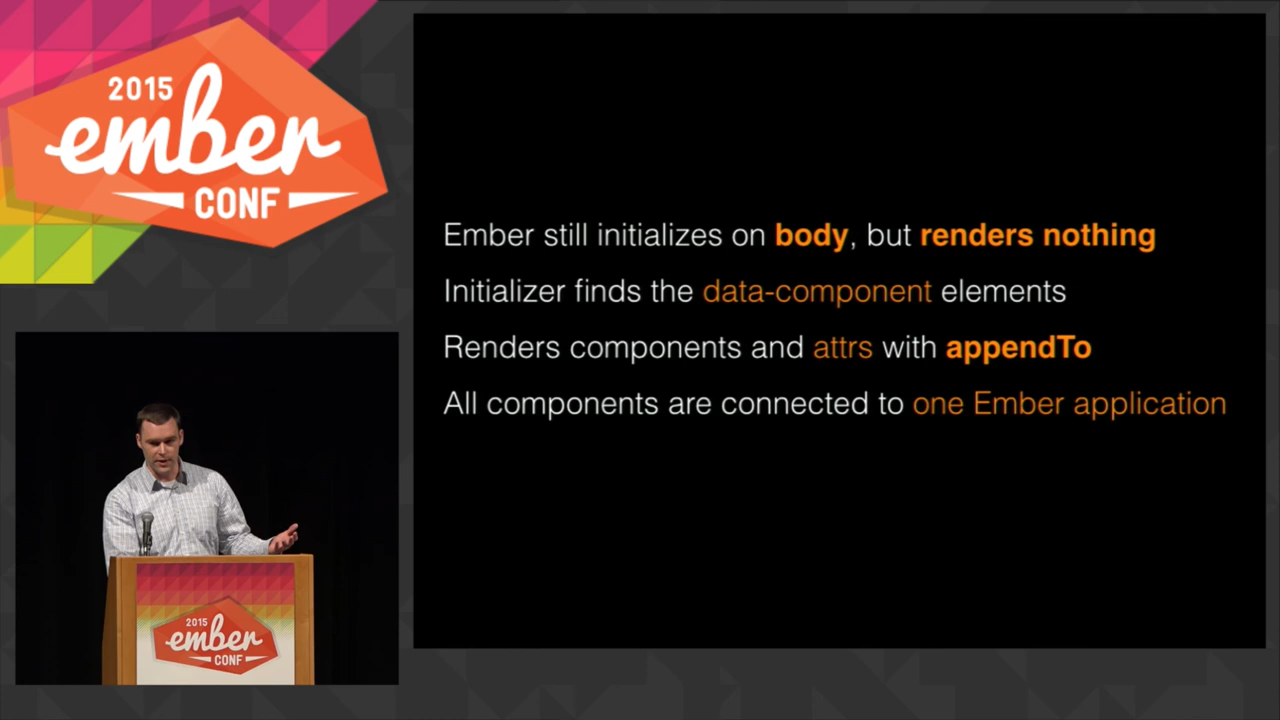 2015
ember
CONF
Ember still initializes on body, but renders nothing
Initializer finds the data-component elements
Renders components and attrs with appendTo
All components are connected to one Ember application
2015
ember
CONF